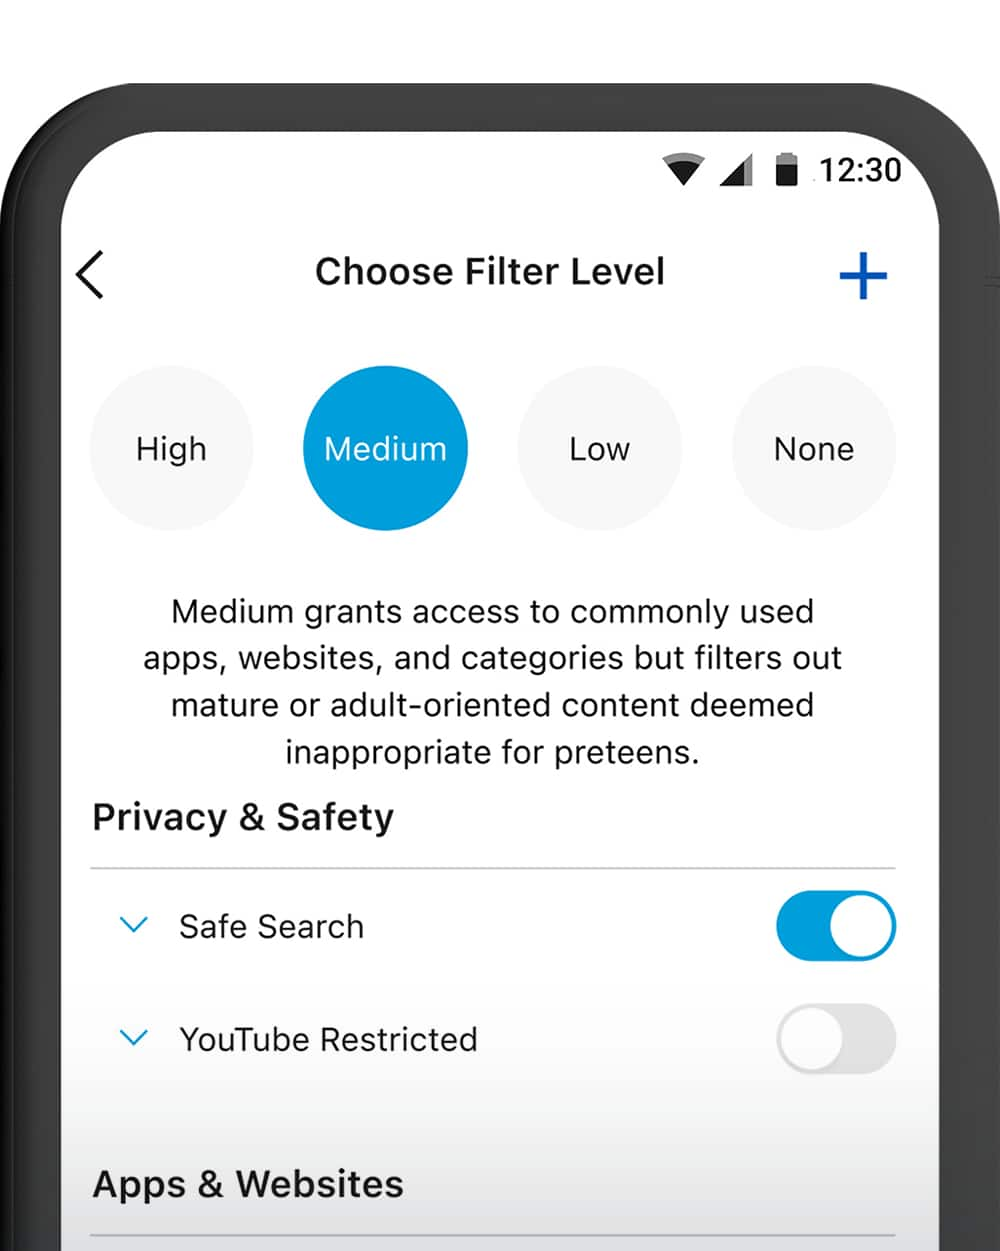 12:30
Choose Filter Level
High
Medium
Low
None
Medium grants access to commonly used
apps, websites, and categories but filters out
mature or adult-oriented content deemed
inappropriate for preteens.
Privacy & Safety
Safe Search
YouTube Restricted
Apps & Websites